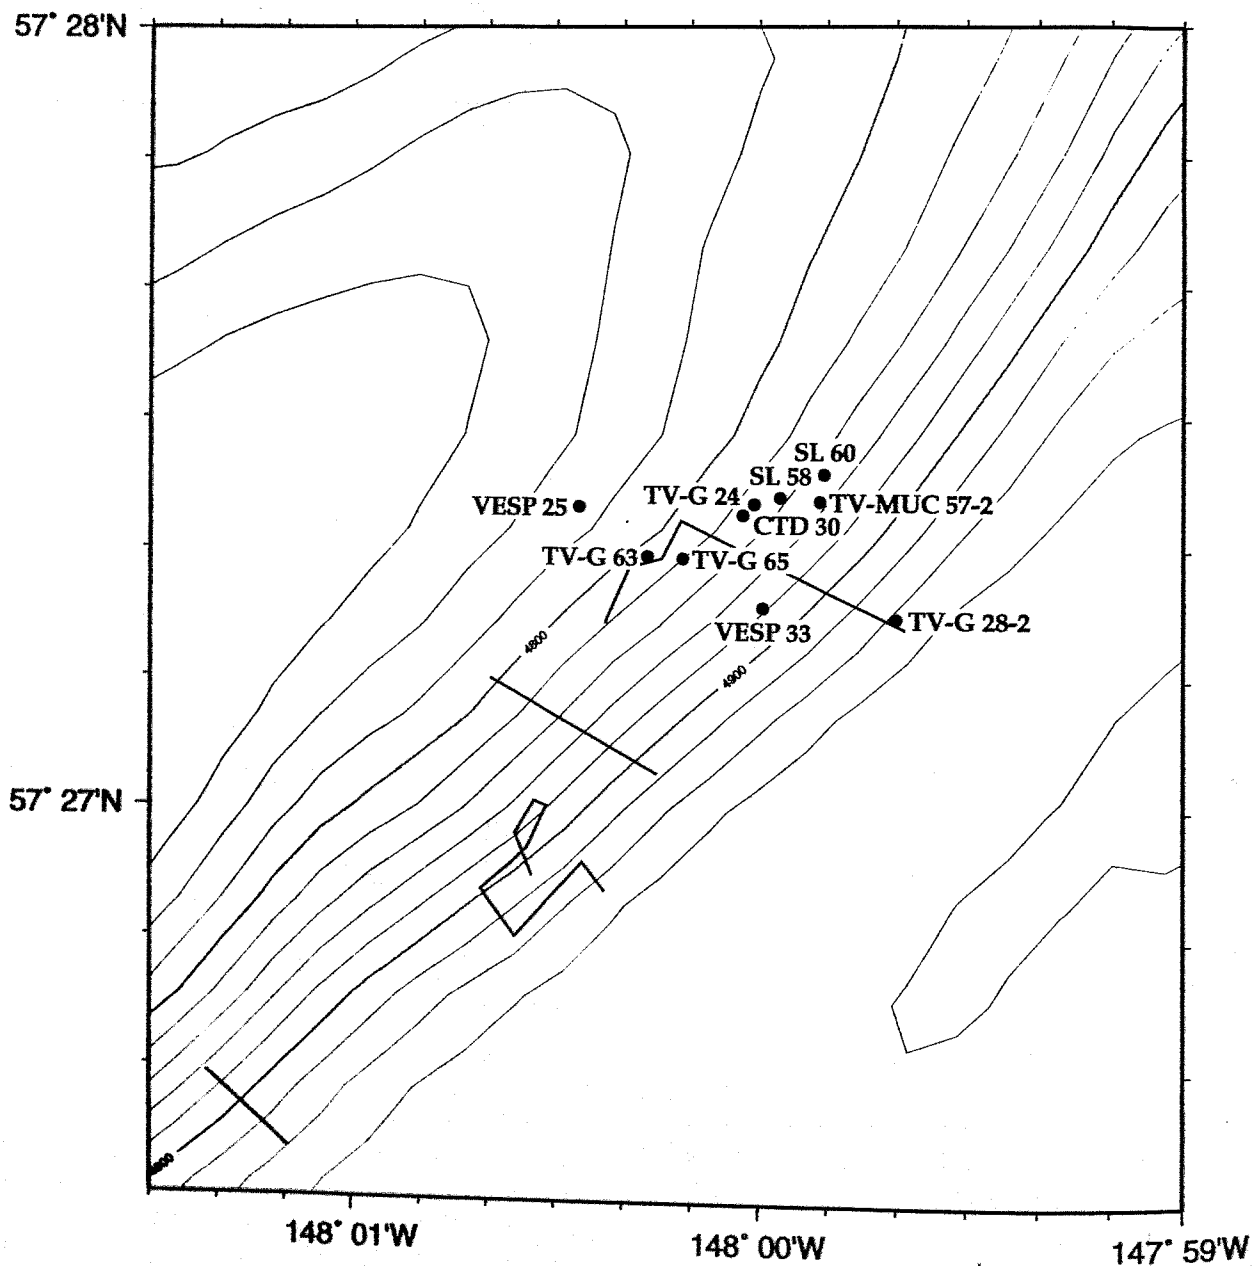 57° 28'N
SL 60
SL 58
TV-G 24
VESP 25
TV-MUC 57-2
CTD 30
TV-G 63
TV-G 65
TV-G 28-2
VESP 33
4800
4900
57° 27'N
148° 01'W
148° 00'W
147° 59'W